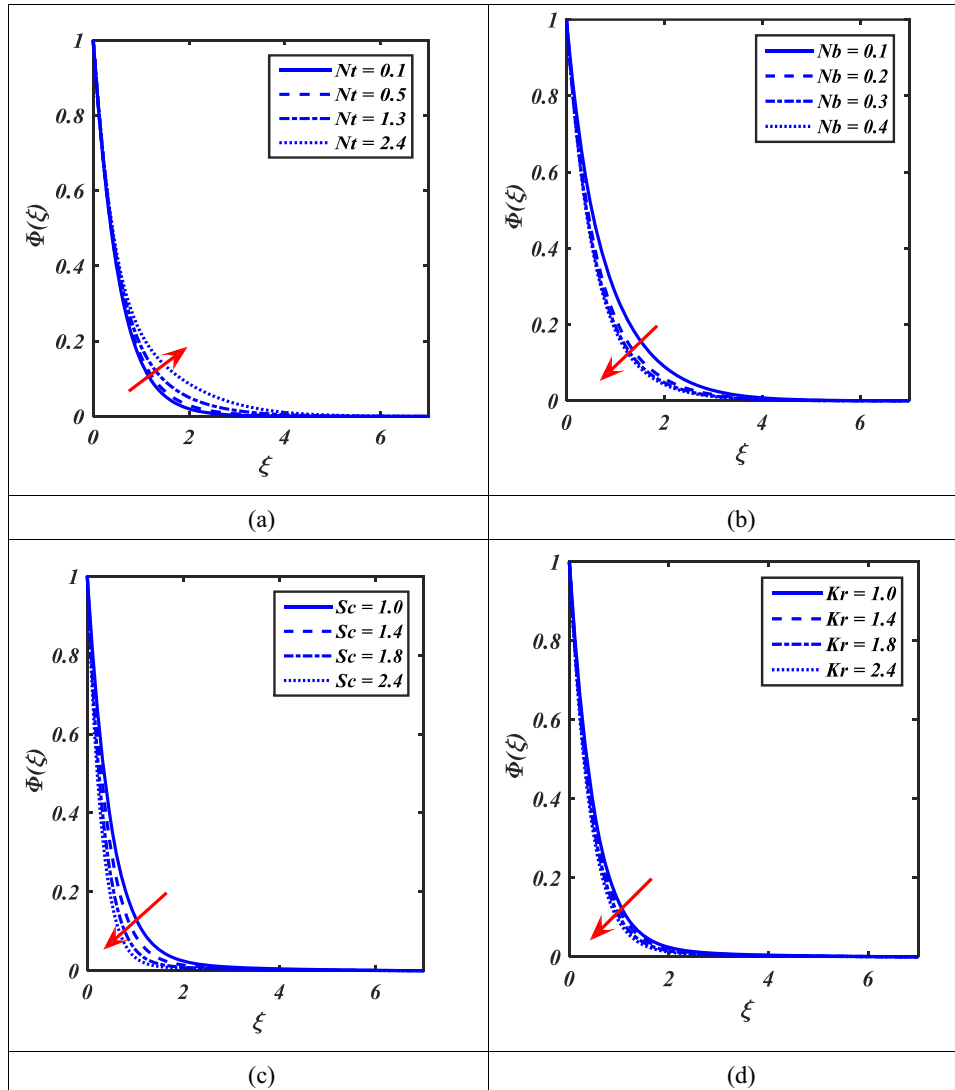 1
0.8
0.6
0.4
0.2
0
Φ(ξ)
0 2 4 6
ξ
Nt = 0.1
Nt = 0.5
Nt = 1.3
Nt = 2.4
(a)
1
0.8
0.6
0.4
0.2
0
Φ(ξ)
0 2 4 6
ξ
Nb = 0.1
Nb = 0.2
Nb = 0.3
Nb = 0.4
(b)
1
0.8
0.6
0.4
0.2
0
Φ(ξ)
0 2 4 6
ξ
Sc = 1.0
Sc = 1.4
Sc = 1.8
Sc = 2.4
(c)
1
0.8
0.6
0.4
0.2
0
Φ(ξ)
0 2 4 6
ξ
Kr = 1.0
Kr = 1.4
Kr = 1.8
Kr = 2.4
(d)